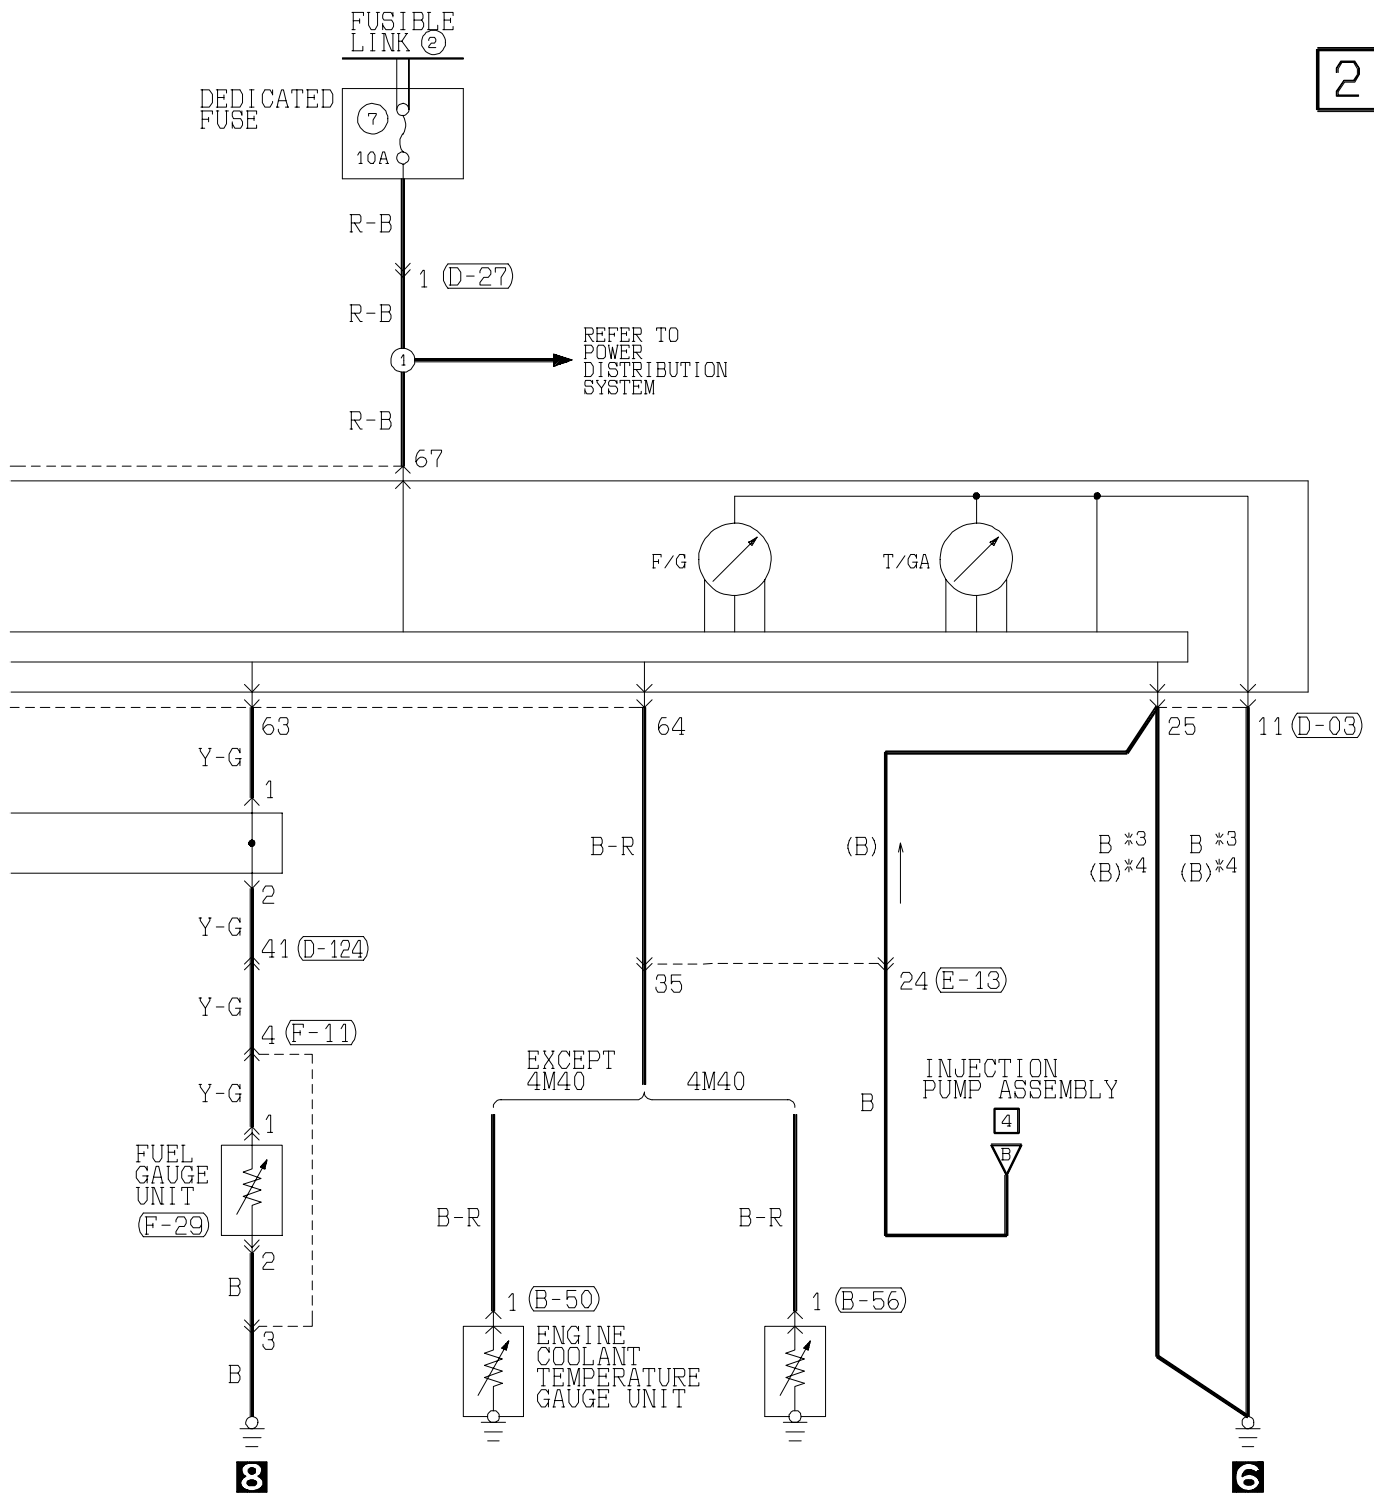 FUSIBLE
LINK ②
2
DEDICATED
FUSE
7
10A
R-B
1 (D-27)
R-B
1
REFER TO
POWER
DISTRIBUTION
SYSTEM
R-B
67
F/G
T/GA
63
64
25
11 (D-03)
Y-G
1
B-R
(B)
B *3
(B)*4
B *3
(B)*4
2
Y-G
41 (D-124)
35
24 (E-13)
Y-G
4 (F-11)
EXCEPT
4M40
4M40
INJECTION
PUMP ASSEMBLY
Y-G
B
4
1
B
FUEL
GAUGE
UNIT
(F-29)
B-R
B-R
2
B
1 (B-50)
1 (B-56)
3
ENGINE
COOLANT
TEMPERATURE
GAUGE UNIT
B
8
6